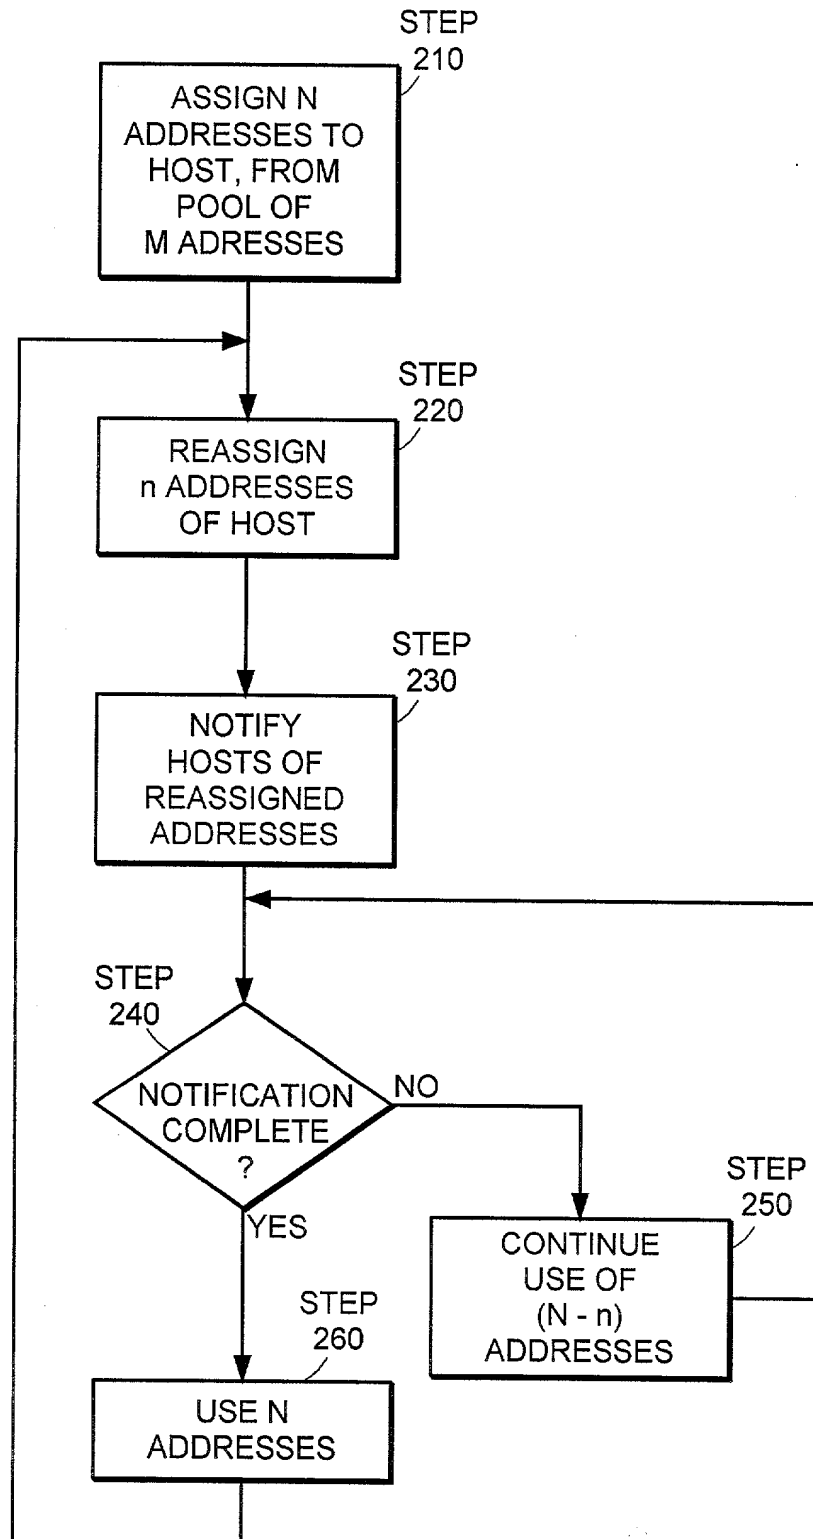 STEP
210
ASSIGN N
ADDRESSES TO
HOST, FROM
POOL OF
M ADRESSES
STEP
220
REASSIGN
n ADDRESSES
OF HOST
STEP
230
NOTIFY
HOSTS OF
REASSIGNED
ADDRESSES
STEP
240
NOTIFICATION
COMPLETE
?
NO
YES
STEP
250
CONTINUE
USE OF
(N - n)
ADDRESSES
STEP
260
USE N
ADDRESSES